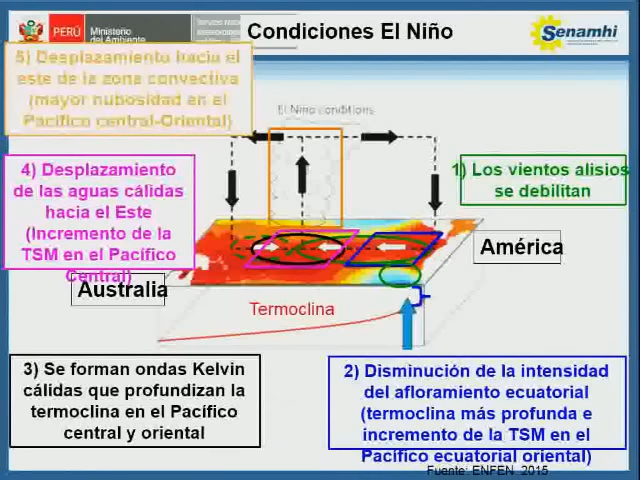 PERÚ
Ministerio
del Ambiente
Condiciones El Niño
Senamhi
5) Desplazamiento hacia el
este de la zona convectiva
(mayor nubosidad en el
Pacífico central-Oriental)
El Niño conditions
4) Desplazamiento
de las aguas cálidas
hacia el Este
(Incremento de la
TSM en el Pacífico
Central)
1) Los vientos alisios
se debilitan
América
Australia
Termoclina
3) Se forman ondas Kelvin
cálidas que profundizan la
termoclina en el Pacífico
central y oriental
2) Disminución de la intensidad
del afloramiento ecuatorial
(termoclina más profunda e
incremento de la TSM en el
Pacífico ecuatorial oriental)
Fuente: ENFEN, 2015